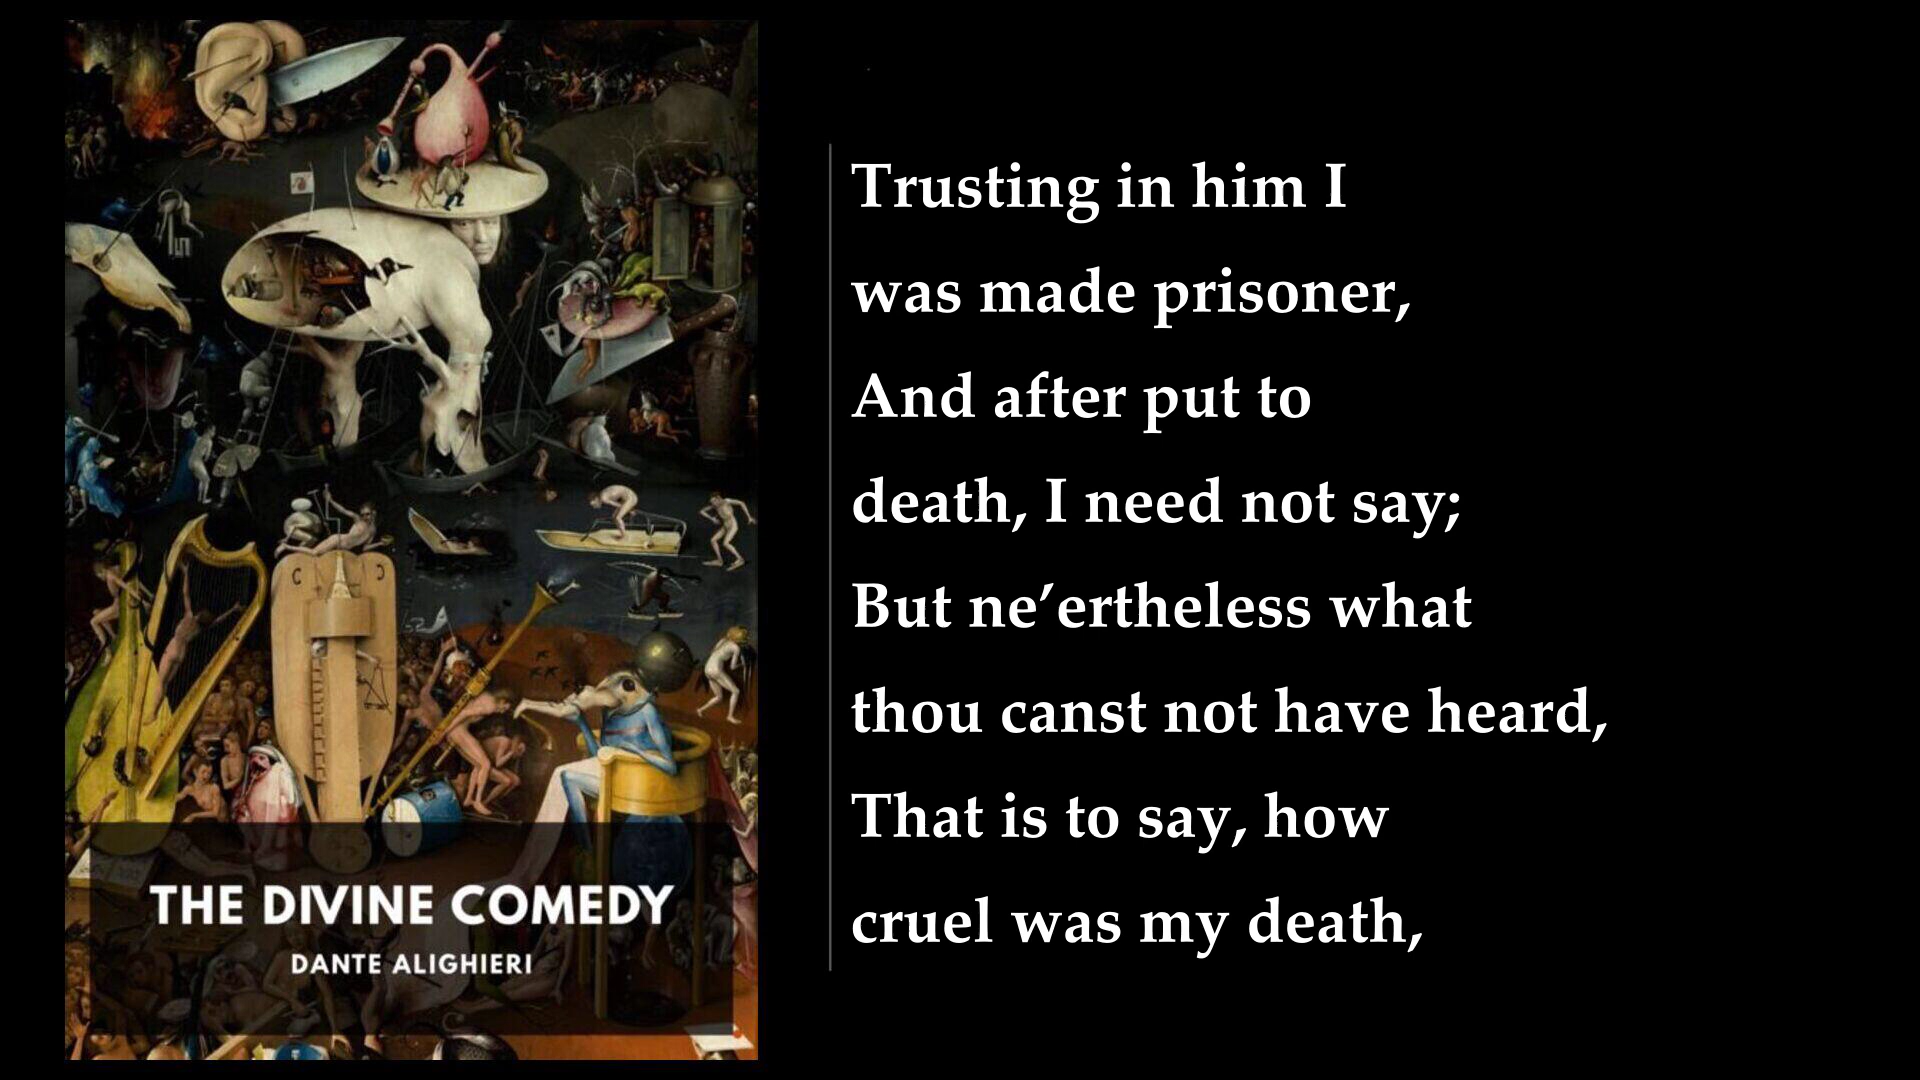 THE DIVINE COMEDY
DANTE ALIGHIERI
Trusting in him I
was made prisoner,
And after put to
death, I need not say;
But ne’ertheless what
thou canst not have heard,
That is to say, how
cruel was my death,